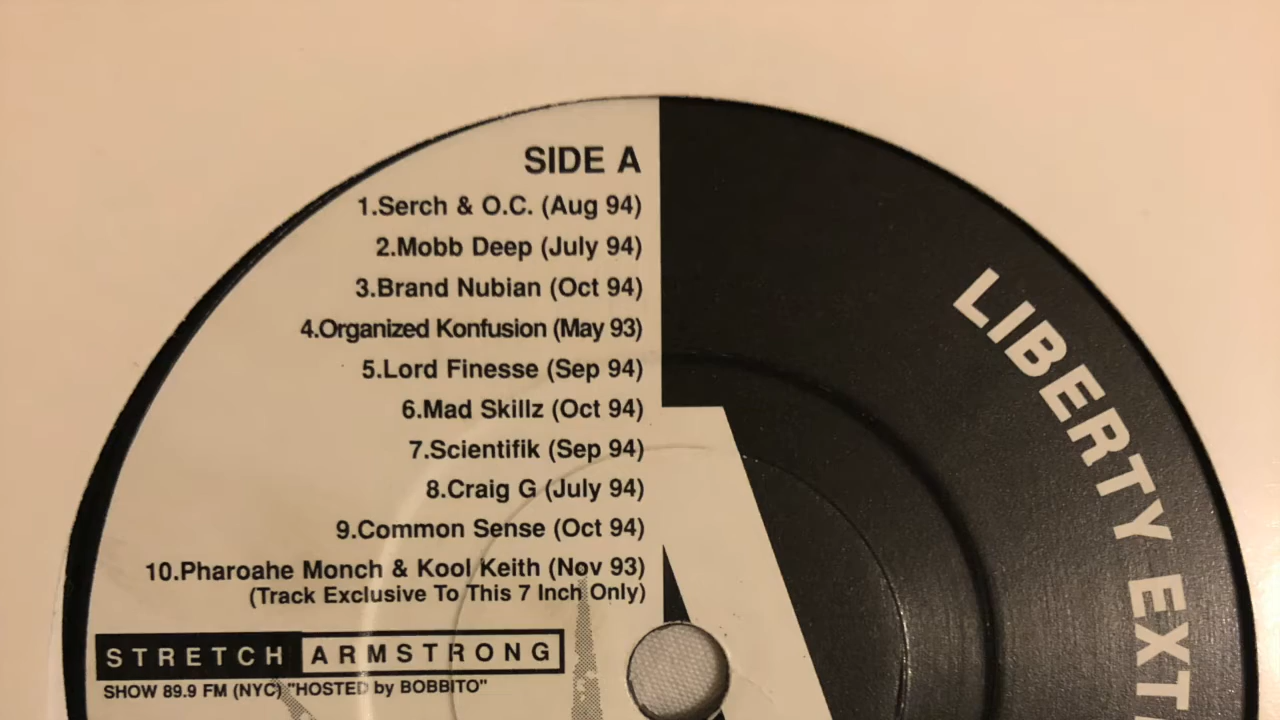 SIDE A
1.Serch & O.C. (Aug 94)
2.Mobb Deep (July 94)
3.Brand Nubian (Oct 94)
4.Organized Konfusion (May 93)
5.Lord Finesse (Sep 94)
6.Mad Skillz (Oct 94)
7.Scientifik (Sep 94)
8.Craig G (July 94)
9.Common Sense (Oct 94)
10.Pharoahe Monch & Kool Keith (Nov 93)
(Track Exclusive To This 7 Inch Only)
STRETCH ARMSTRONG
SHOW 89.9 FM (NYC) "HOSTED by BOBBITO"
LIBERTY EXT